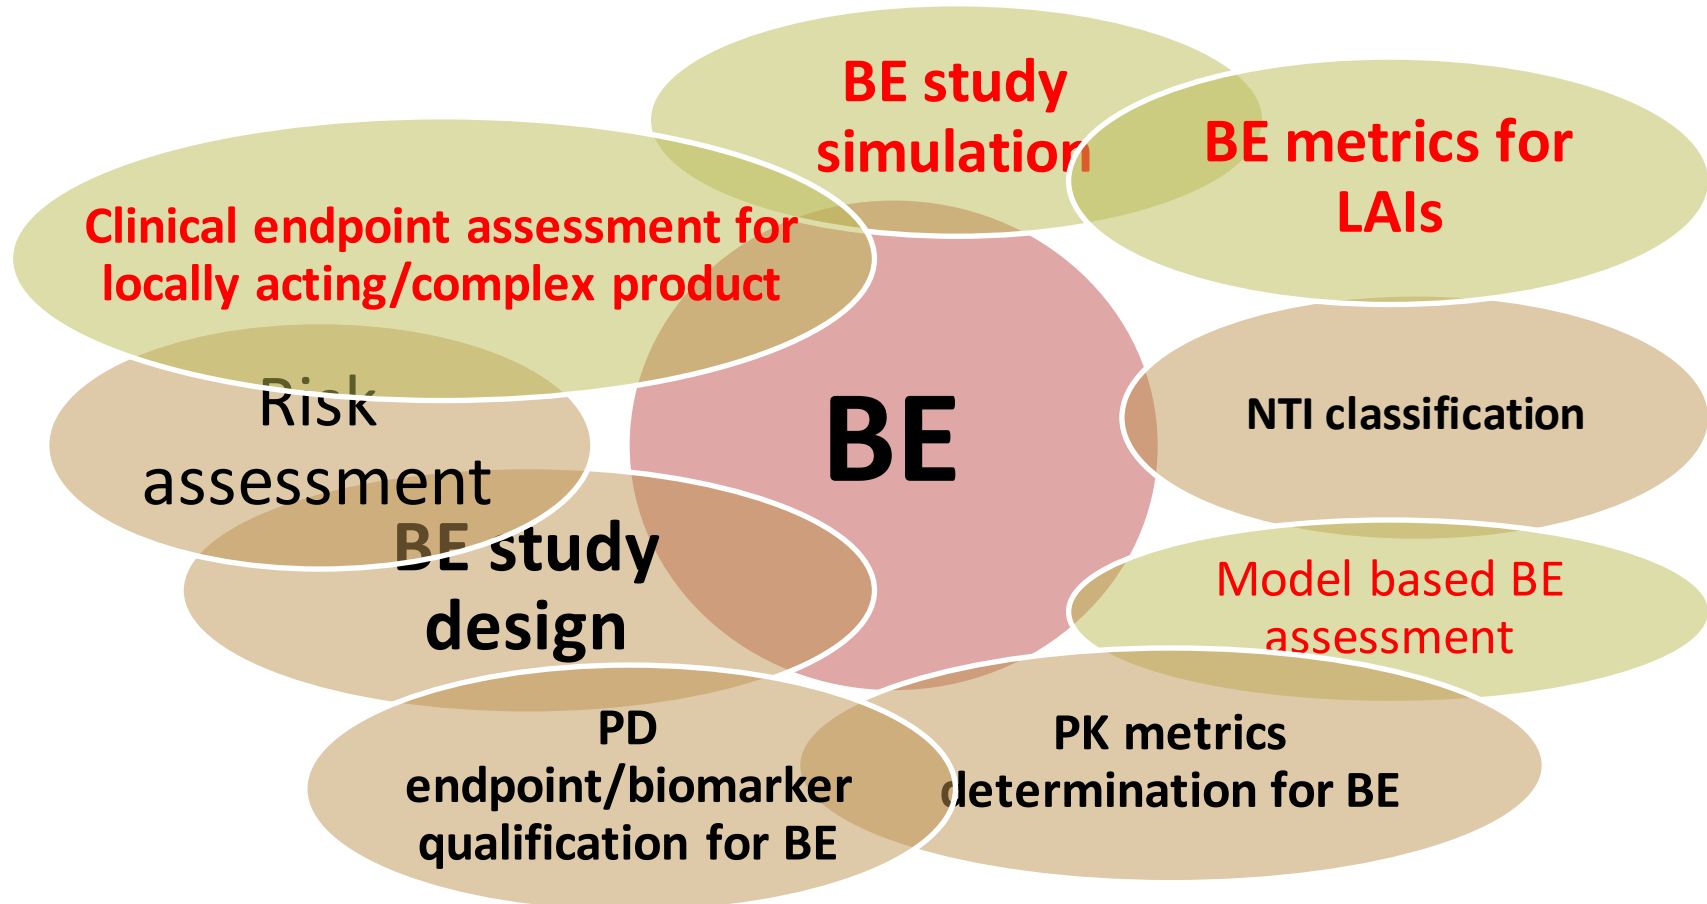 BE study
simulation
BE metrics for
LAIs
Clinical endpoint assessment for
locally acting/complex product
Risk
assessment
BE
NTI classification
BE study
design
Model based BE
assessment
PD
endpoint/biomarker
qualification for BE
PK metrics
determination for BE